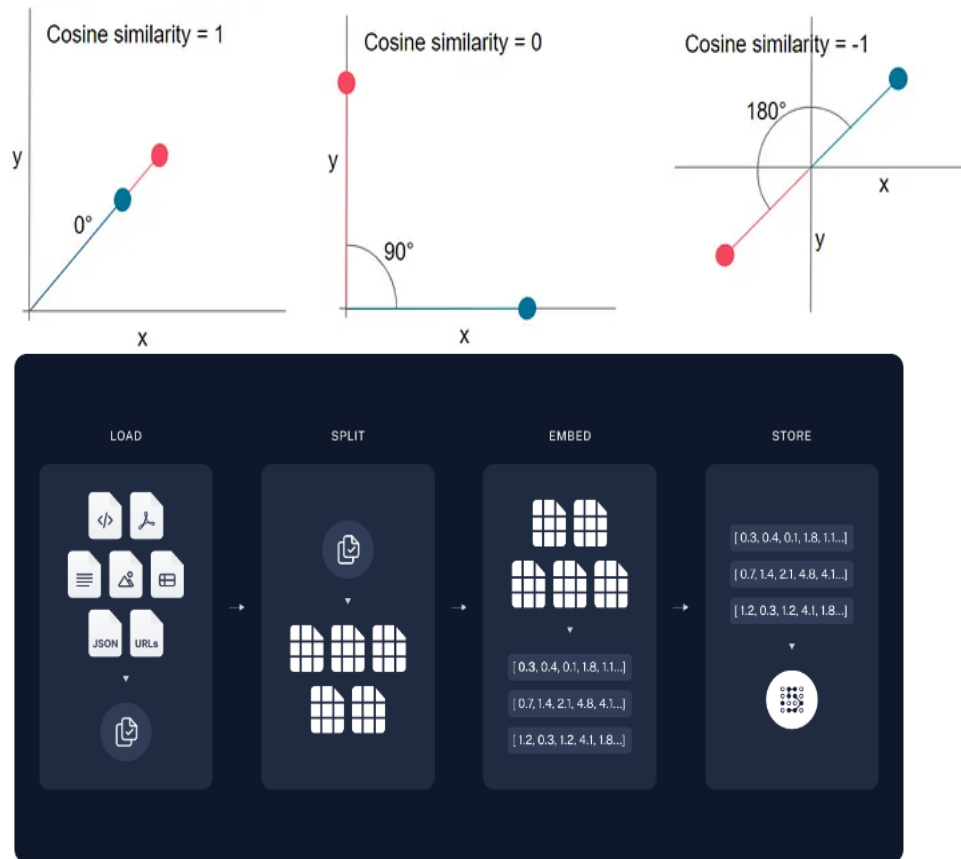 Cosine similarity = 1
y
0°
x
Cosine similarity = 0
y
90°
x
Cosine similarity = -1
180°
x
y
LOAD
</>
JSON URLs
SPLIT
EMBED
[ 0.3, 0.4, 0.1, 1.8, 1.1...]
[ 0.7, 1.4, 2.1, 4.8, 4.1...]
[ 1.2, 0.3, 1.2, 4.1, 1.8...]
STORE
[ 0.3, 0.4, 0.1, 1.8, 1.1...]
[ 0.7, 1.4, 2.1, 4.8, 4.1...]
[ 1.2, 0.3, 1.2, 4.1, 1.8...]